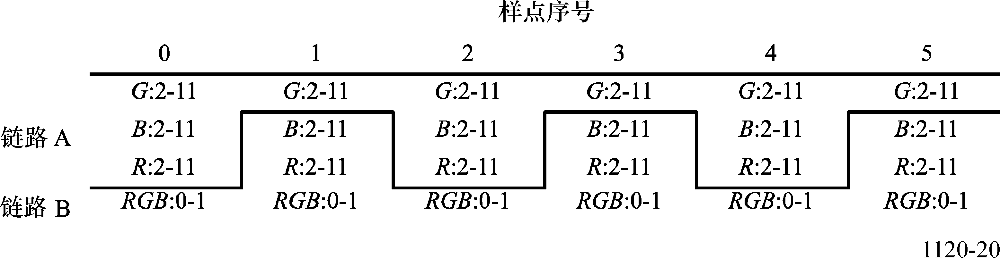 样点序号
0 1 2 3 4 5
G:2-11 G:2-11 G:2-11 G:2-11 G:2-11 G:2-11
链路 A B:2-11 B:2-11 B:2-11 B:2-11 B:2-11 B:2-11
R:2-11 R:2-11 R:2-11 R:2-11 R:2-11 R:2-11
链路 B RGB:0-1 RGB:0-1 RGB:0-1 RGB:0-1 RGB:0-1 RGB:0-1
1120-20